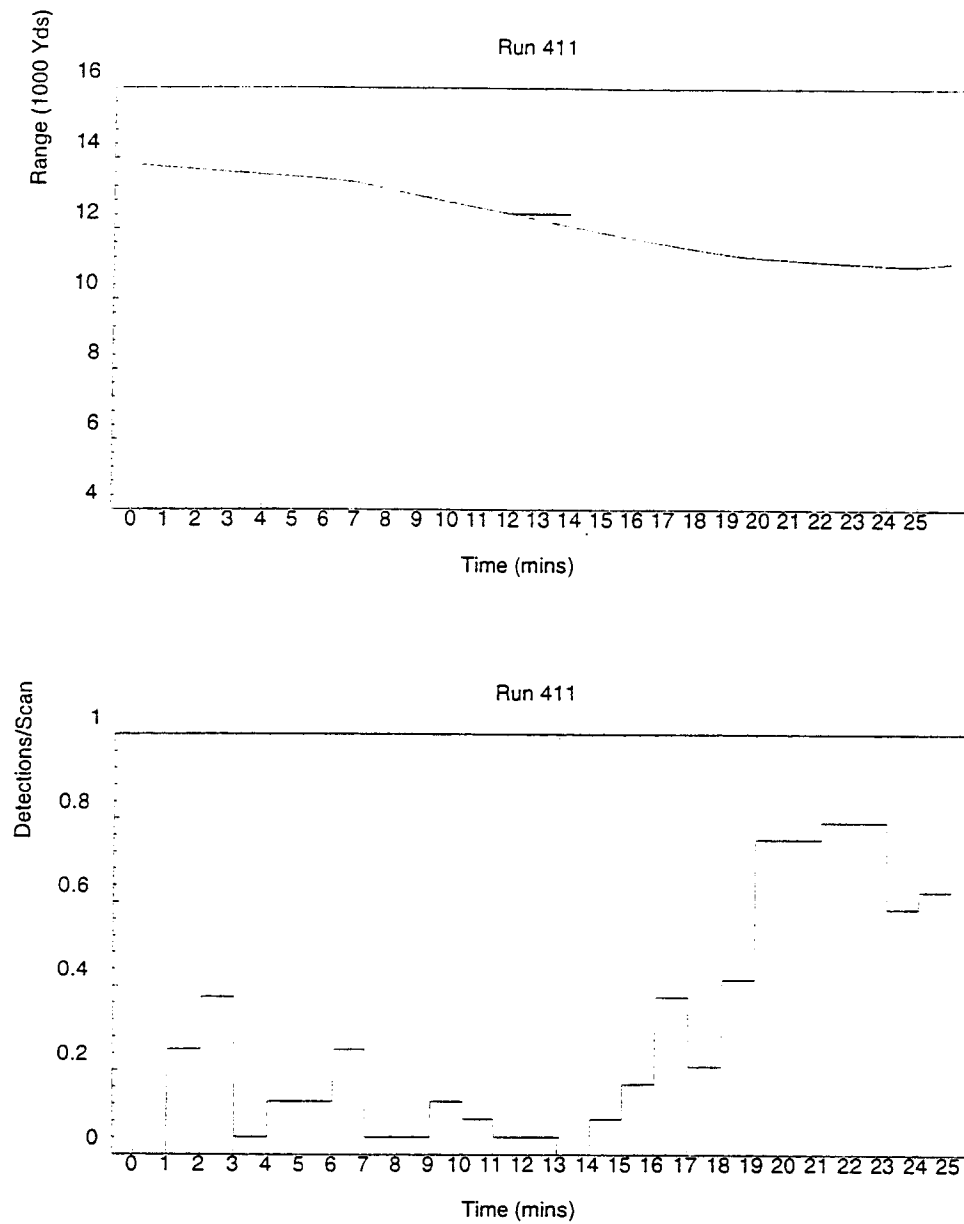 Run 411
Range (1000 Yds)
16
14
12
10
8
6
4
0 1 2 3 4 5 6 7 8 9 10 11 12 13 14 15 16 17 18 19 20 21 22 23 24 25
Time (mins)
Run 411
Detections/Scan
1
0.8
0.6
0.4
0.2
0
0 1 2 3 4 5 6 7 8 9 10 11 12 13 14 15 16 17 18 19 20 21 22 23 24 25
Time (mins)